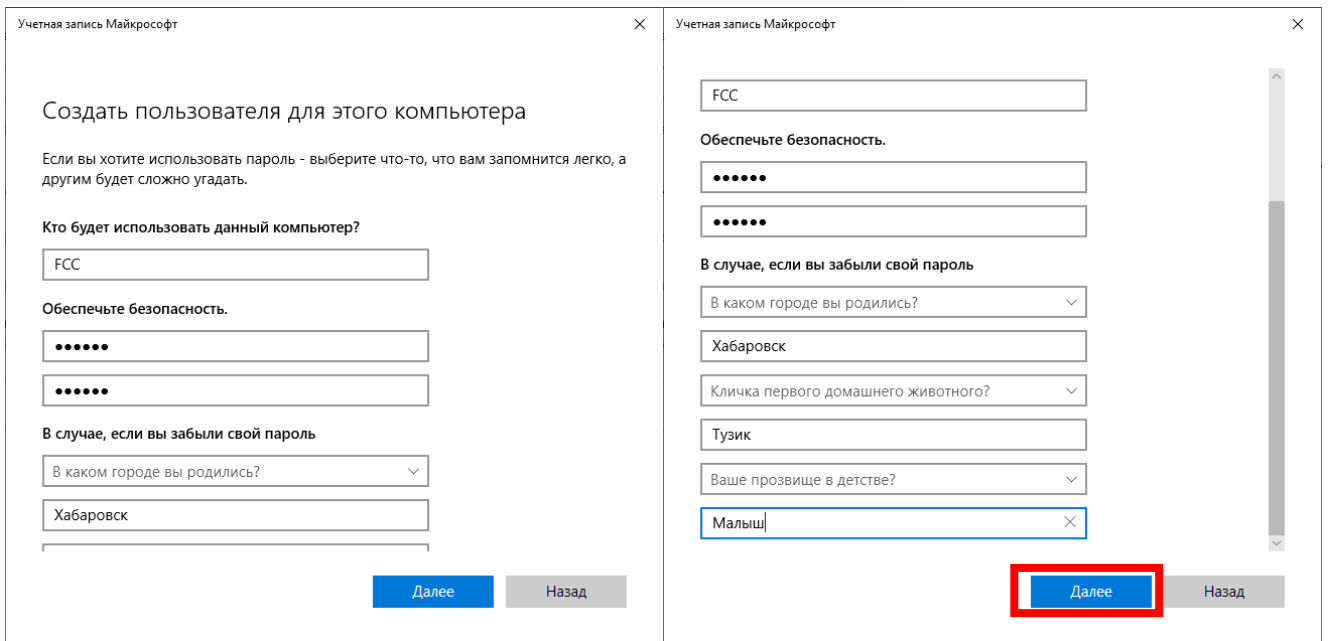 Учетная запись Майкрософт
Создать пользователя для этого компьютера
Если вы хотите использовать пароль - выберите что-то, что вам запомнится легко, а
другим будет сложно угадать.
Кто будет использовать данный компьютер?
FCC
Обеспечьте безопасность.
••••••
••••••
В случае, если вы забыли свой пароль
В каком городе вы родились?
Хабаровск
Далее
Назад
Учетная запись Майкрософт
FCC
Обеспечьте безопасность.
••••••
••••••
В случае, если вы забыли свой пароль
В каком городе вы родились?
Хабаровск
Кличка первого домашнего животного?
Тузик
Ваше прозвище в детстве?
Малыш
Далее
Назад